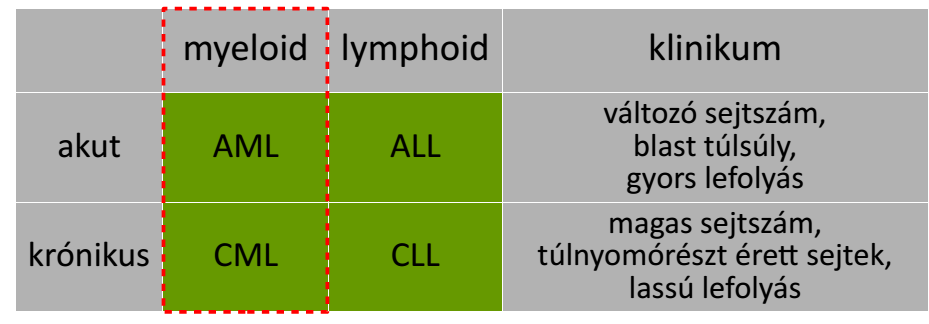 myeloid lymphoid klinikum
akut AML ALL változó sejtszám,
blast túlsúly,
gyors lefolyás
krónikus CML CLL magas sejtszám,
túlnyomórészt érett sejtek,
lassú lefolyás